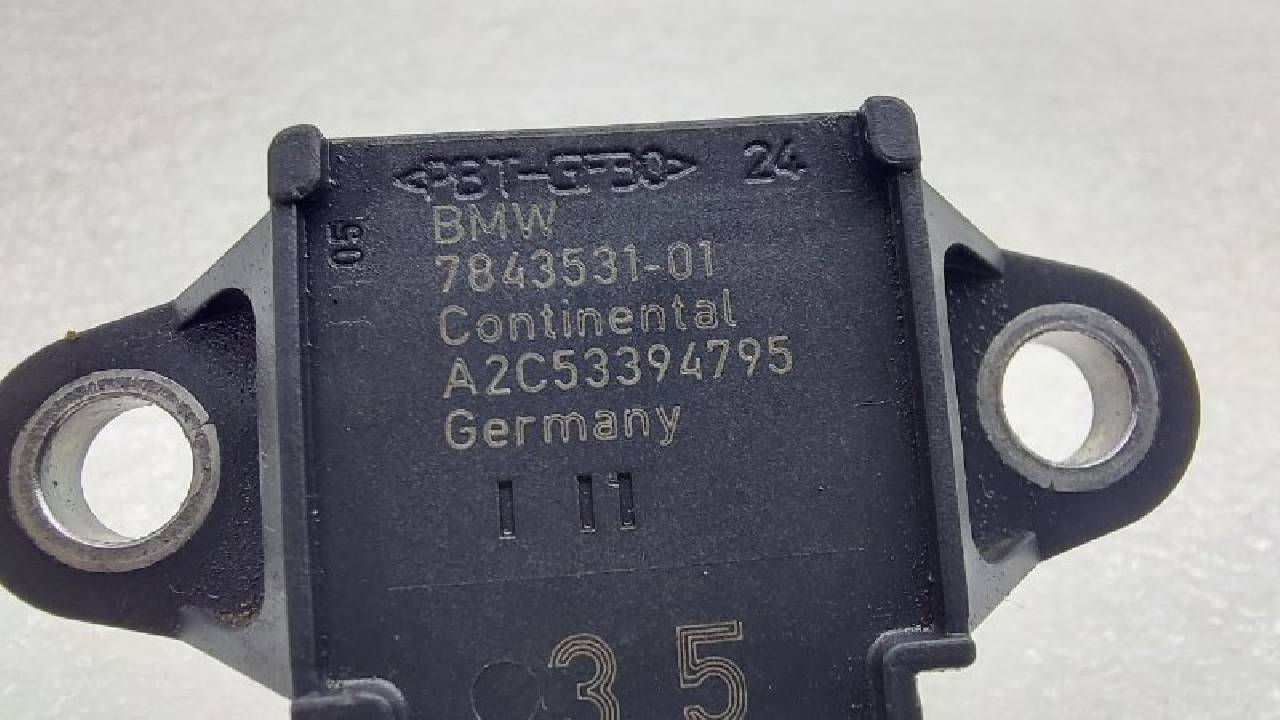 >PBT-GF30< 24
05
BMW
7843531-01
Continental
A2C53394795
Germany
35